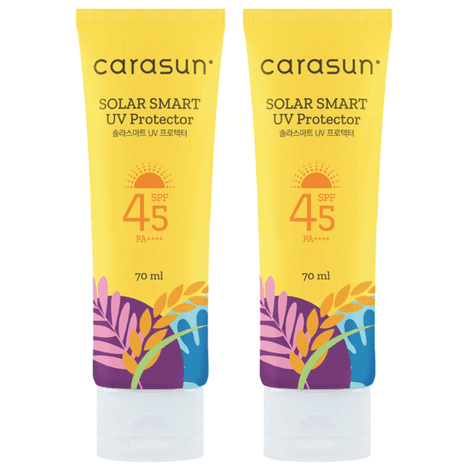 carasun
SOLAR SMART
UV Protector
솔라스마트 UV 프로텍터
SPF
45
PA++++
70 ml
carasun
SOLAR SMART
UV Protector
솔라스마트 UV 프로텍터
SPF
45
PA++++
70 ml